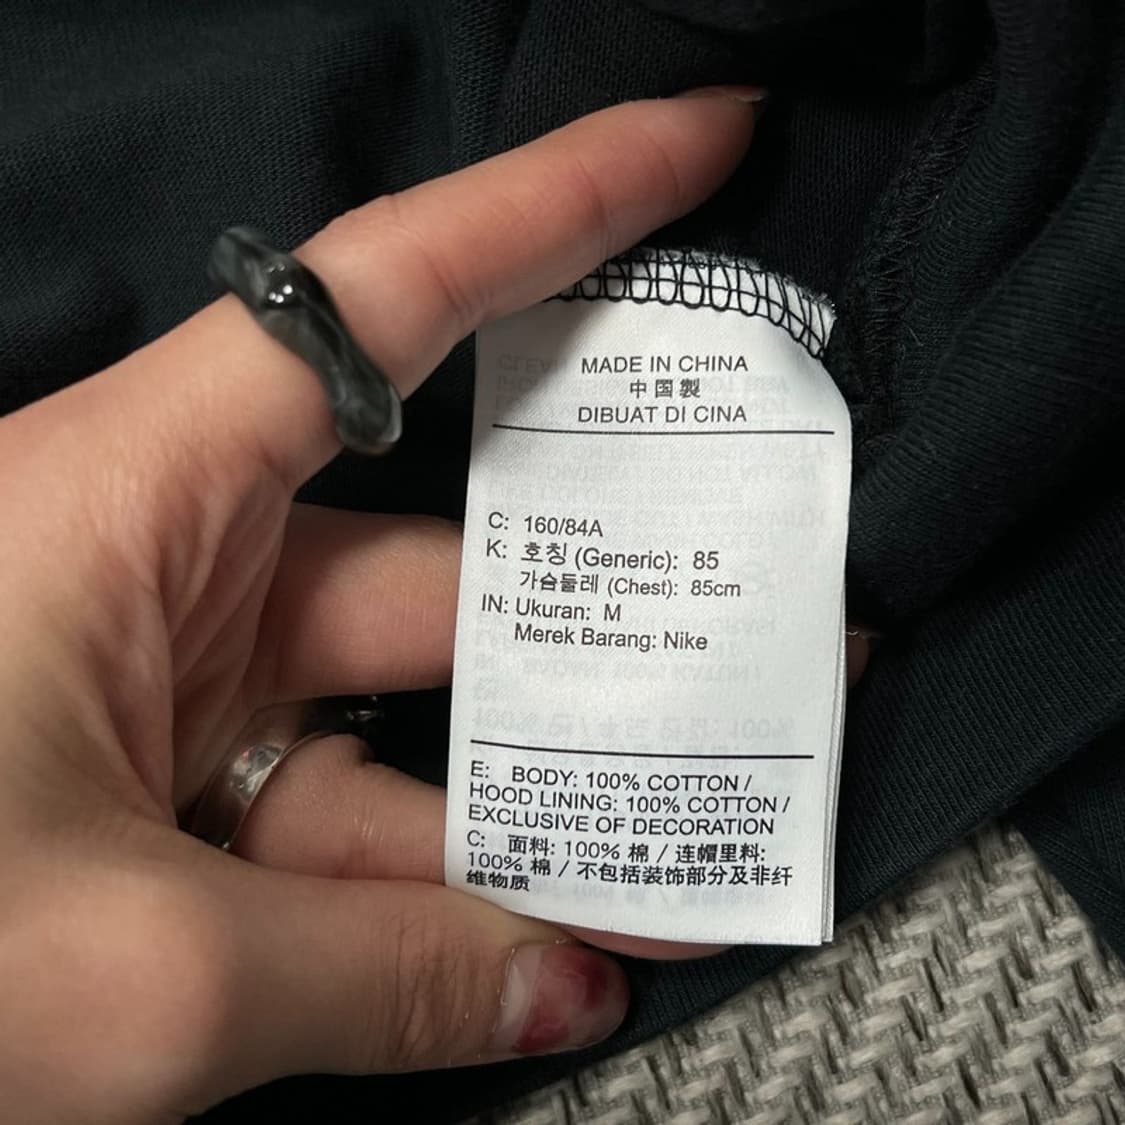 MADE IN CHINA
中国製
DIBUAT DI CINA
C: 160/84A
K: 호칭 (Generic): 85
가슴둘레 (Chest): 85cm
IN: Ukuran: M
Merek Barang: Nike
E: BODY: 100% COTTON /
HOOD LINING: 100% COTTON /
EXCLUSIVE OF DECORATION
C: 面料: 100% 棉 / 连帽里料:
100% 棉 / 不包括装饰部分及非纤
维物质